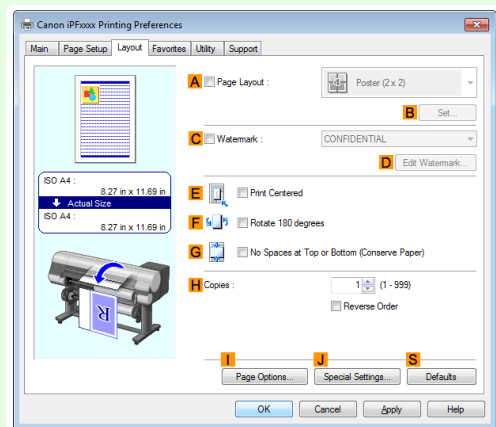 Canon iPFxxxx Printing Preferences
Main Page Setup Layout Favorites Utility Support
A Page Layout : 4 Poster (2 x 2)
B Set...
C Watermark : CONFIDENTIAL
D Edit Watermark...
ISO A4 :
8.27 in x 11.69 in
Actual Size
ISO A4 :
8.27 in x 11.69 in
E Print Centered
F Rotate 180 degrees
G No Spaces at Top or Bottom (Conserve Paper)
H Copies : 1 (1 - 999)
Reverse Order
R
I J S
Page Options... Special Settings... Defaults
OK Cancel Apply Help